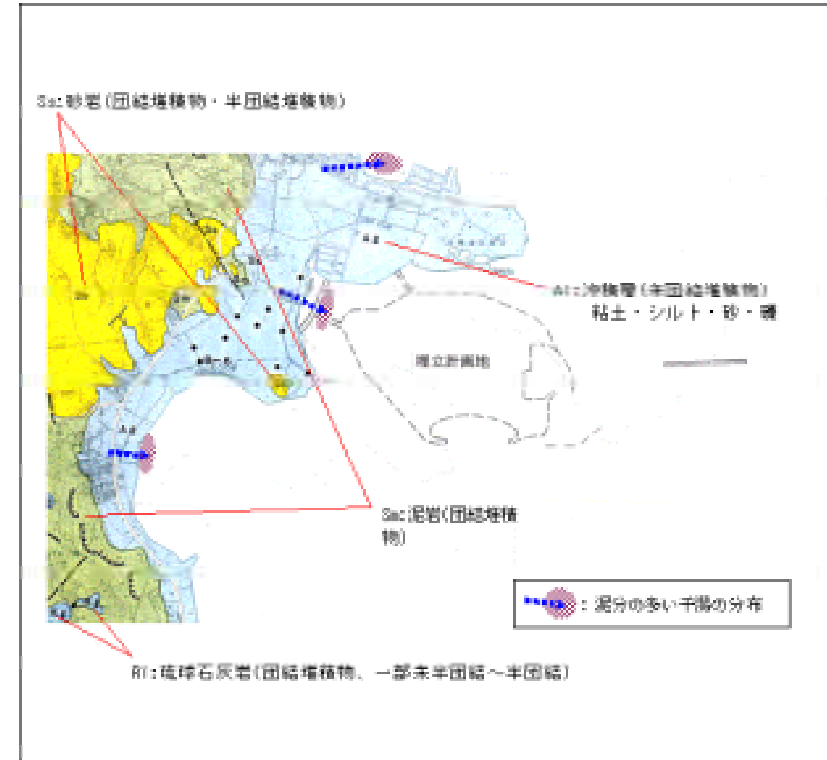 Ss:砂岩(団結堆積物・半団結堆積物)
Al:沖積層(未団結堆積物)
粘土・シルト・砂・礫
埋立計画地
Sm:泥岩(団結堆積
物)
:泥分の多い干潟の分布
Rl:琉球石灰岩(団結堆積物、一部未半団結~半団結)